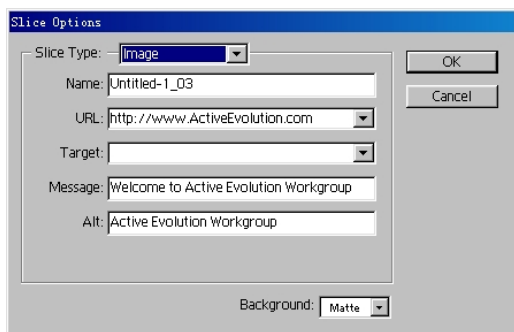 Slice Options
Slice Type: Image
OK
Name: Untitled-1_03
Cancel
URL: http://www.ActiveEvolution.com
Target:
Message: Welcome to Active Evolution Workgroup
Alt: Active Evolution Workgroup
Background: Matte